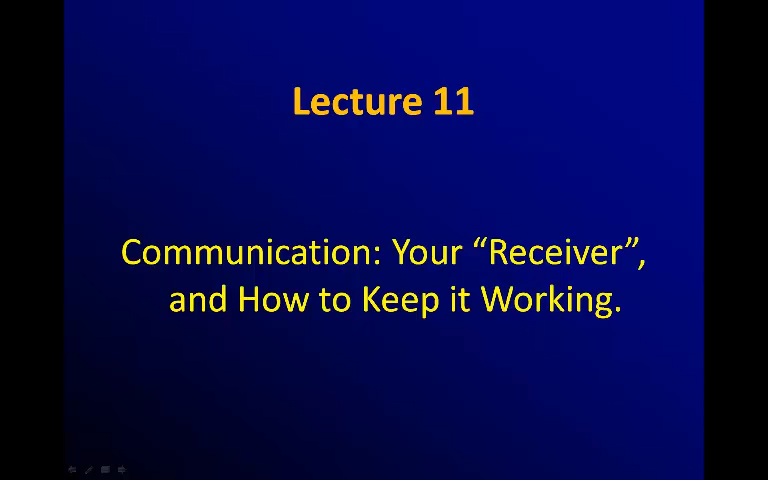 Lecture 11
Communication: Your “Receiver”,
and How to Keep it Working.